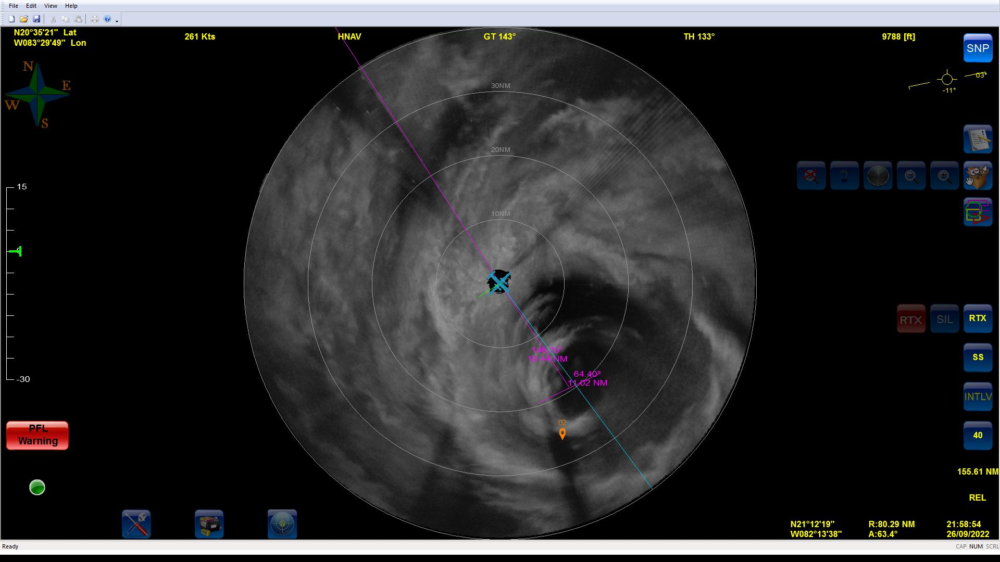 File Edit View Help
N20°35'21" Lat
W083°29'49" Lon
261 Kts
HNAV
GT 143°
TH 133°
9788 [ft]
SNP
N
E
W
S
03°
-11°
30NM
20NM
10NM
15
-30
RTX
SIL
RTX
SS
INTLV
40
19.44 NM
64.40°
11.02 NM
02
PFL
Warning
155.61 NM
REL
N21°12'19" R:80.29 NM 21:58:54
W082°13'38" A:63.4° 26/09/2022
Ready
CAP NUM SCRL